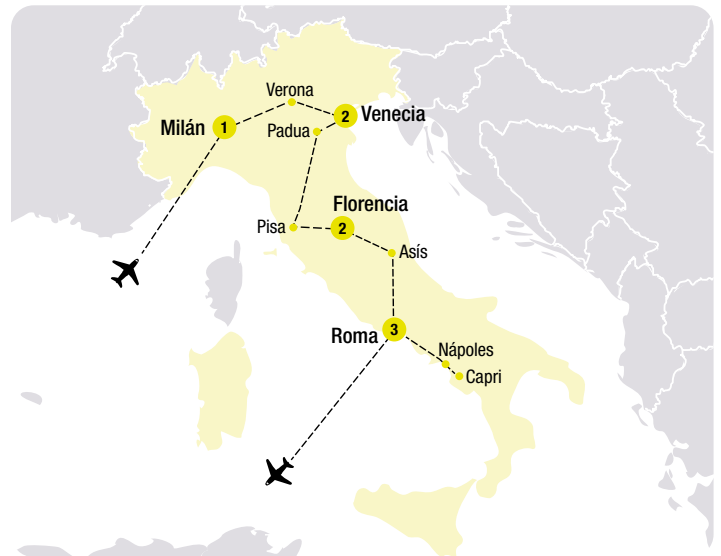 Verona
Milán 1
2 Venecia
Padua
Florencia
Pisa
2
Asís
Roma 3
Nápoles
Capri